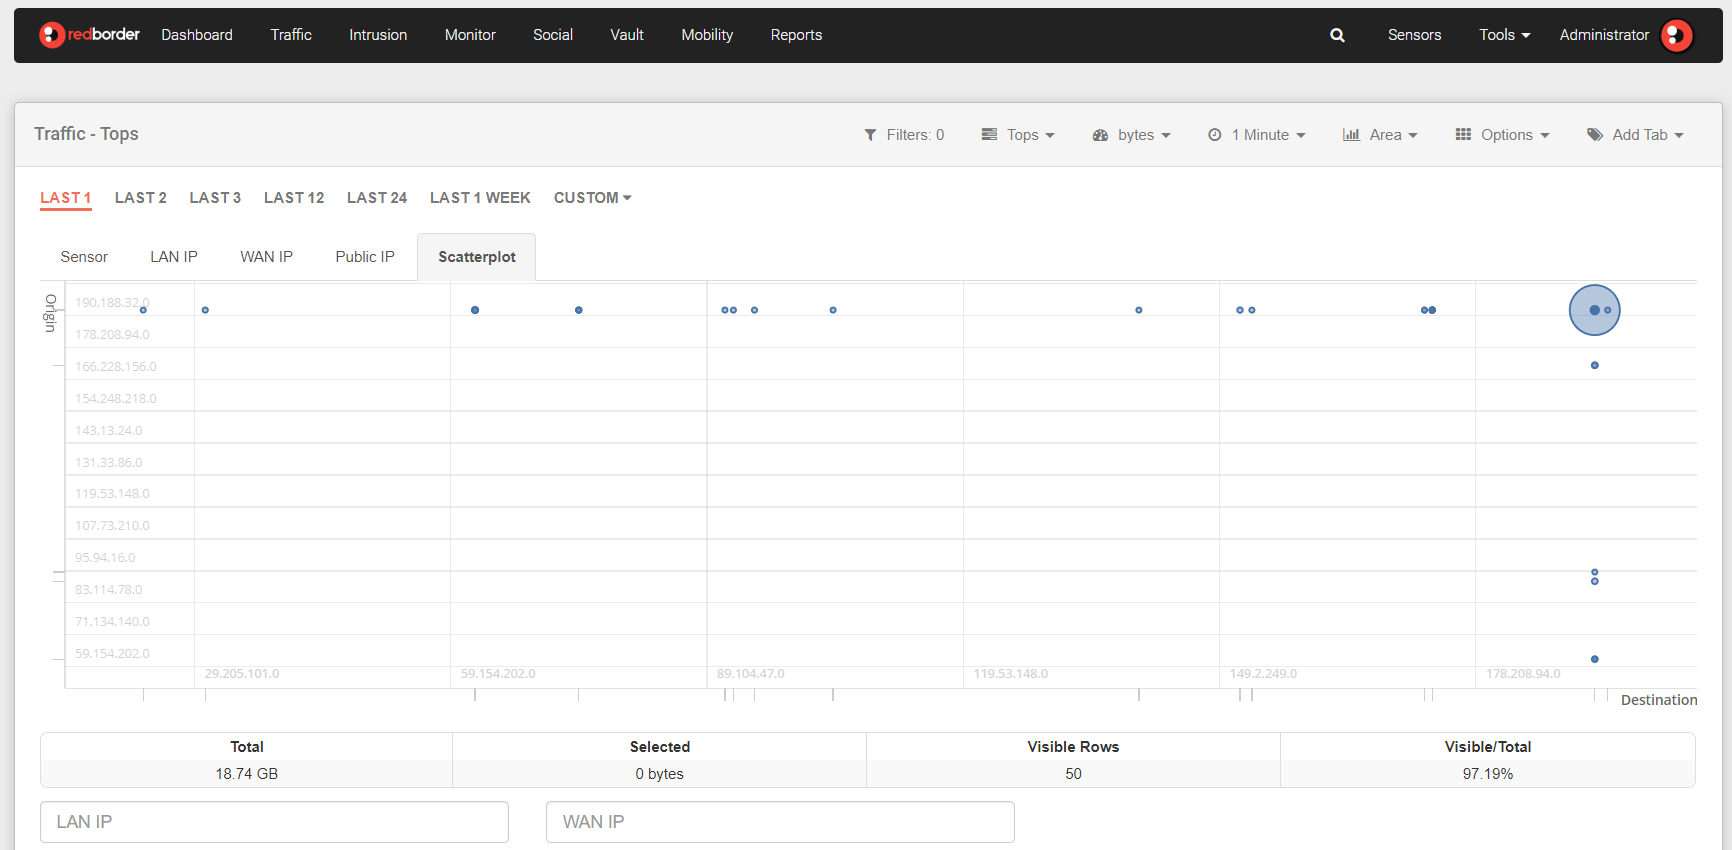 redborder Dashboard Traffic Intrusion Monitor Social Vault Mobility Reports Sensors Tools Administrator
Traffic - Tops Filters: 0 Tops bytes 1 Minute Area Options Add Tab
LAST 1 LAST 2 LAST 3 LAST 12 LAST 24 LAST 1 WEEK CUSTOM
Sensor LAN IP WAN IP Public IP Scatterplot
Origin
190.188.32.0
178.208.94.0
166.228.156.0
154.248.218.0
143.13.24.0
131.33.86.0
119.53.148.0
107.73.210.0
95.94.16.0
83.114.78.0
71.134.140.0
59.154.202.0
29.205.101.0 59.154.202.0 89.104.47.0 119.53.148.0 149.2.249.0 178.208.94.0
Destination
Total Selected Visible Rows Visible/Total
18.74 GB 0 bytes 50 97.19%
LAN IP WAN IP